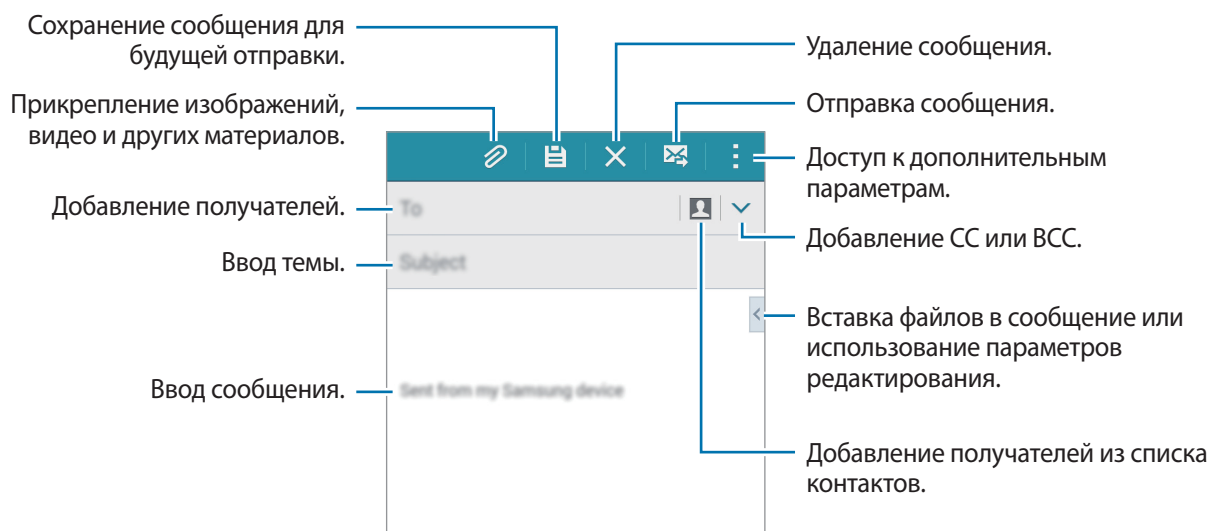 Сохранение сообщения для
будущей отправки.
Прикрепление изображений,
видео и других материалов.
Добавление получателей.
Ввод темы.
Ввод сообщения.
To
Subject
Sent from my Samsung device
Удаление сообщения.
Отправка сообщения.
Доступ к дополнительным
параметрам.
Добавление СС или ВСС.
Вставка файлов в сообщение или
использование параметров
редактирования.
Добавление получателей из списка
контактов.